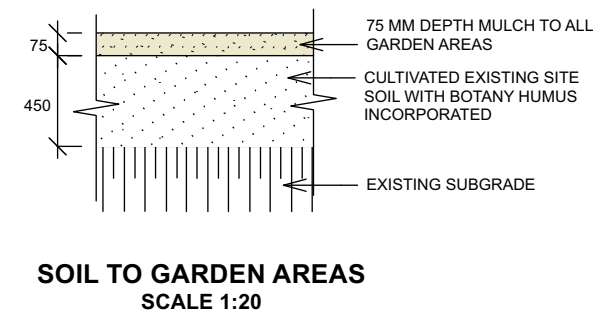 75
75 MM DEPTH MULCH TO ALL
GARDEN AREAS
450
CULTIVATED EXISTING SITE
SOIL WITH BOTANY HUMUS
INCORPORATED
EXISTING SUBGRADE
SOIL TO GARDEN AREAS
SCALE 1:20